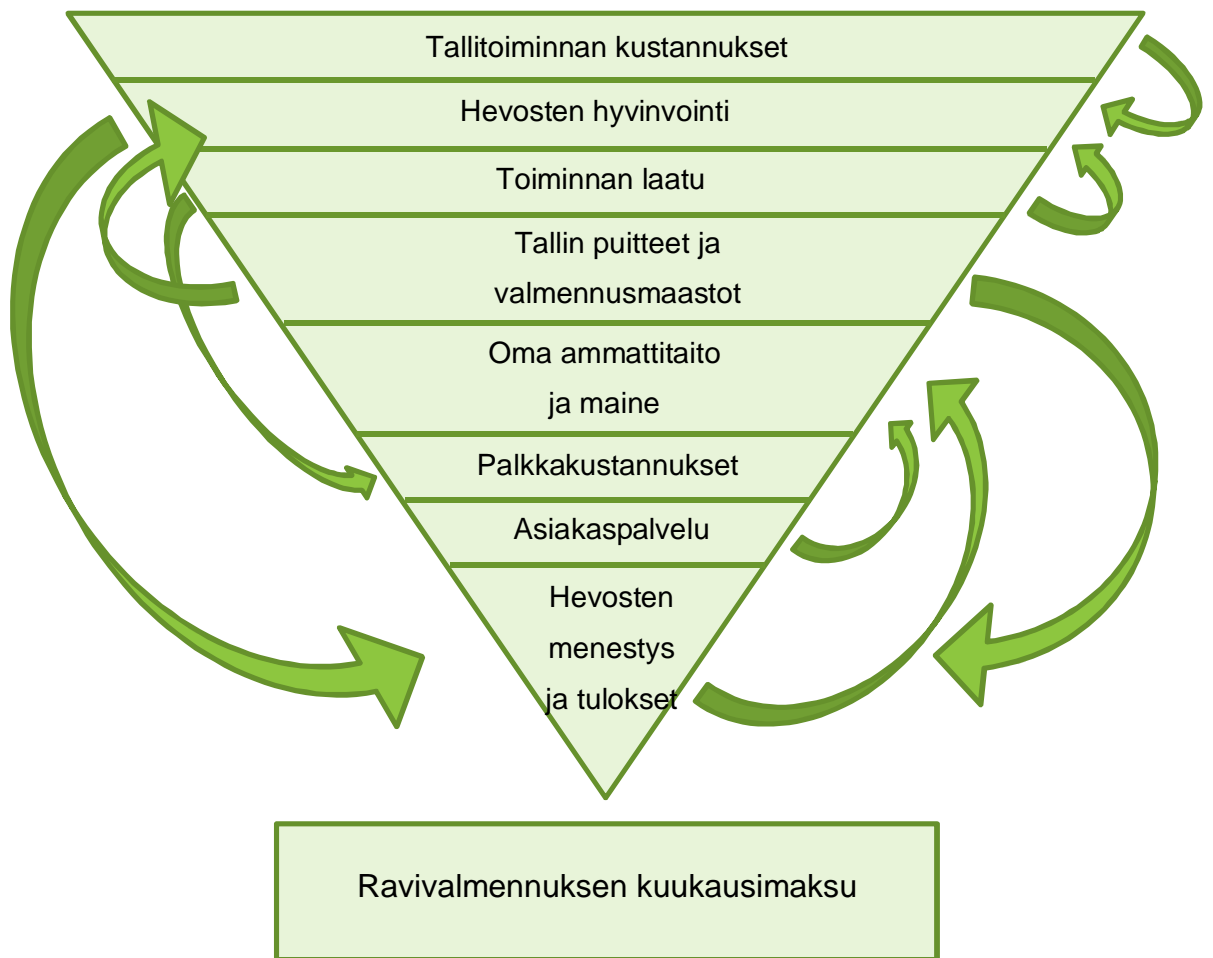 Tallitoiminnan kustannukset
Hevosten hyvinvointi
Toiminnan laatu
Tallin puitteet ja
valmennusmaastot
Oma ammattitaito
ja maine
Palkkakustannukset
Asiakaspalvelu
Hevosten
menestys
ja tulokset
Ravivalmennuksen kuukausimaksu